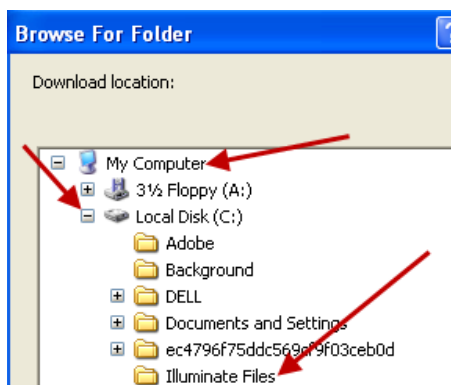 Browse For Folder
?
Download location:
My Computer
3½ Floppy (A:)
Local Disk (C:)
Adobe
Background
DELL
Documents and Settings
ec4796f75ddc569cf9f03ceb0d
Illuminate Files